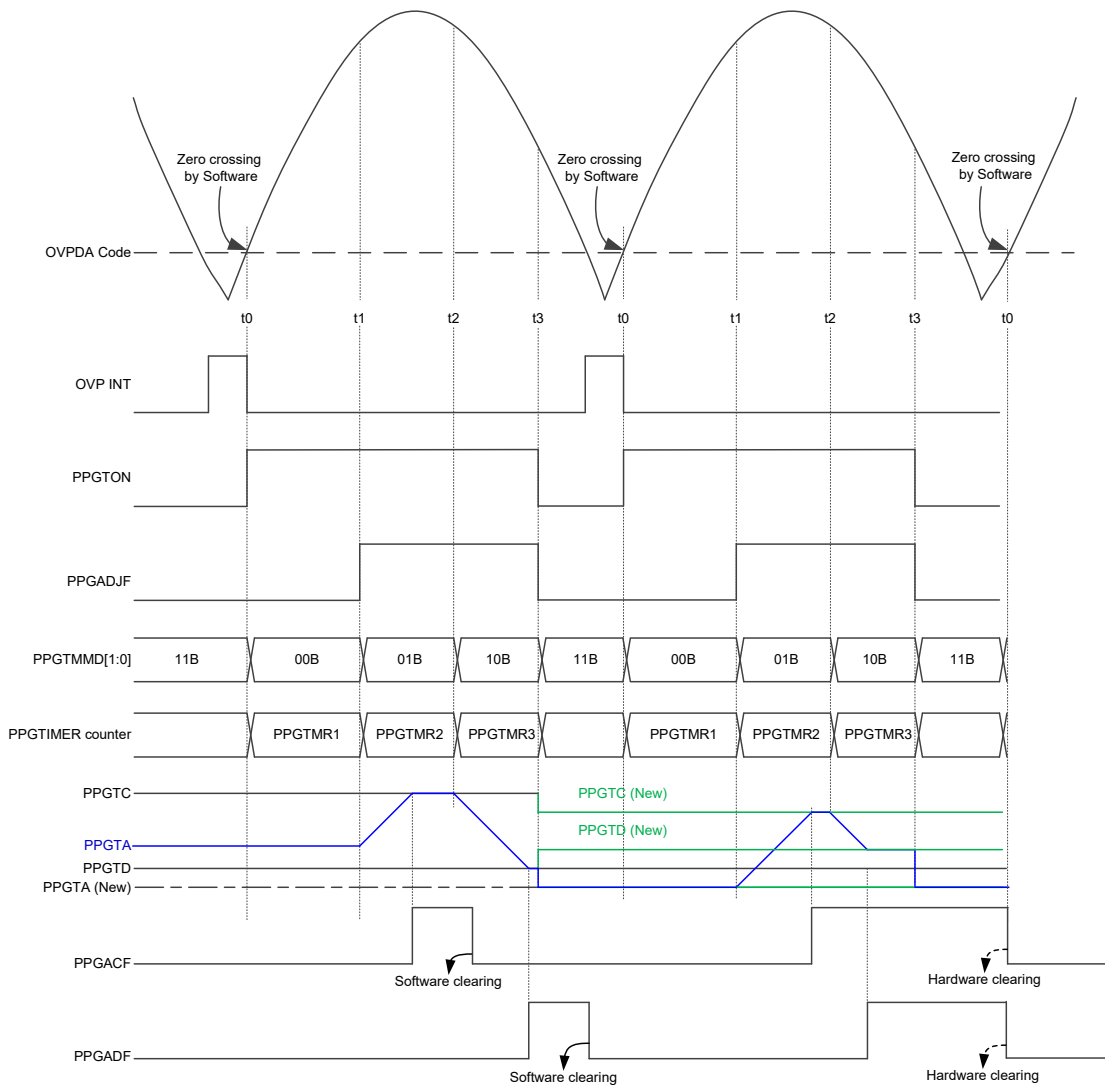 Zero crossing
by Software
Zero crossing
by Software
Zero crossing
by Software
OVPDA Code
t0 t1 t2 t3 t0 t1 t2 t3 t0
OVP INT
PPGTON
PPGADJF
PPGTMMD[1:0] 11B 00B 01B 10B 11B 00B 01B 10B 11B
PPGTIMER counter PPGTMR1 PPGTMR2 PPGTMR3 PPGTMR1 PPGTMR2 PPGTMR3
PPGTC PPGTC (New)
PPGTD (New)
PPGTA
PPGTD
PPGTA (New)
PPGACF
Software clearing
Hardware clearing
PPGADF
Software clearing
Hardware clearing